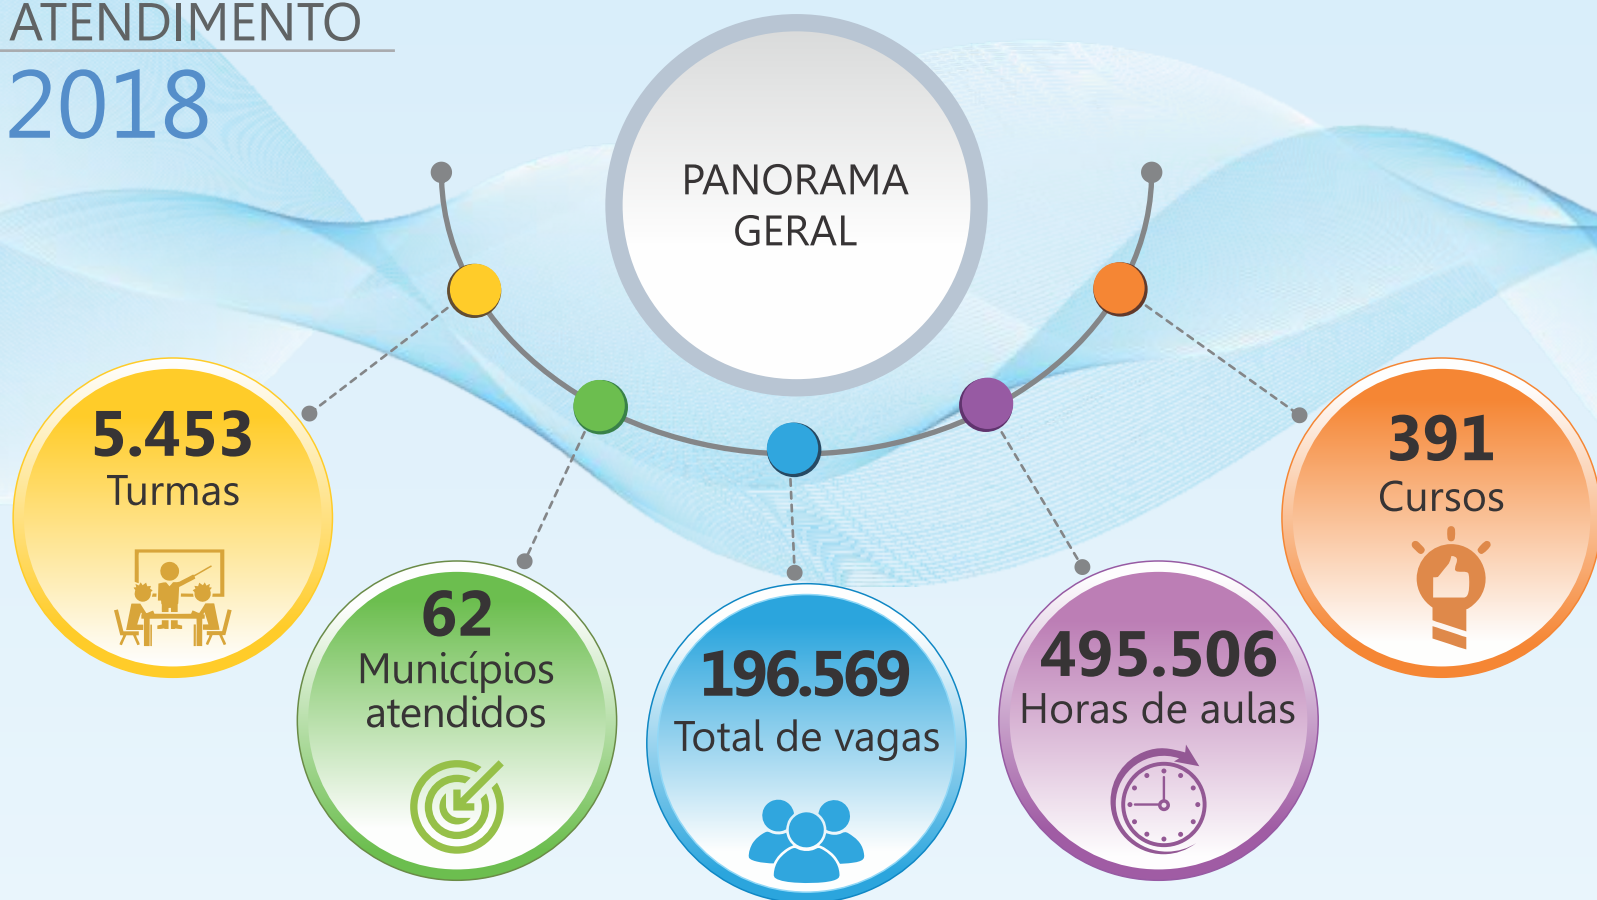 ATENDIMENTO
2018
PANORAMA
GERAL
5.453
Turmas
62
Municípios
atendidos
196.569
Total de vagas
495.506
Horas de aulas
391
Cursos